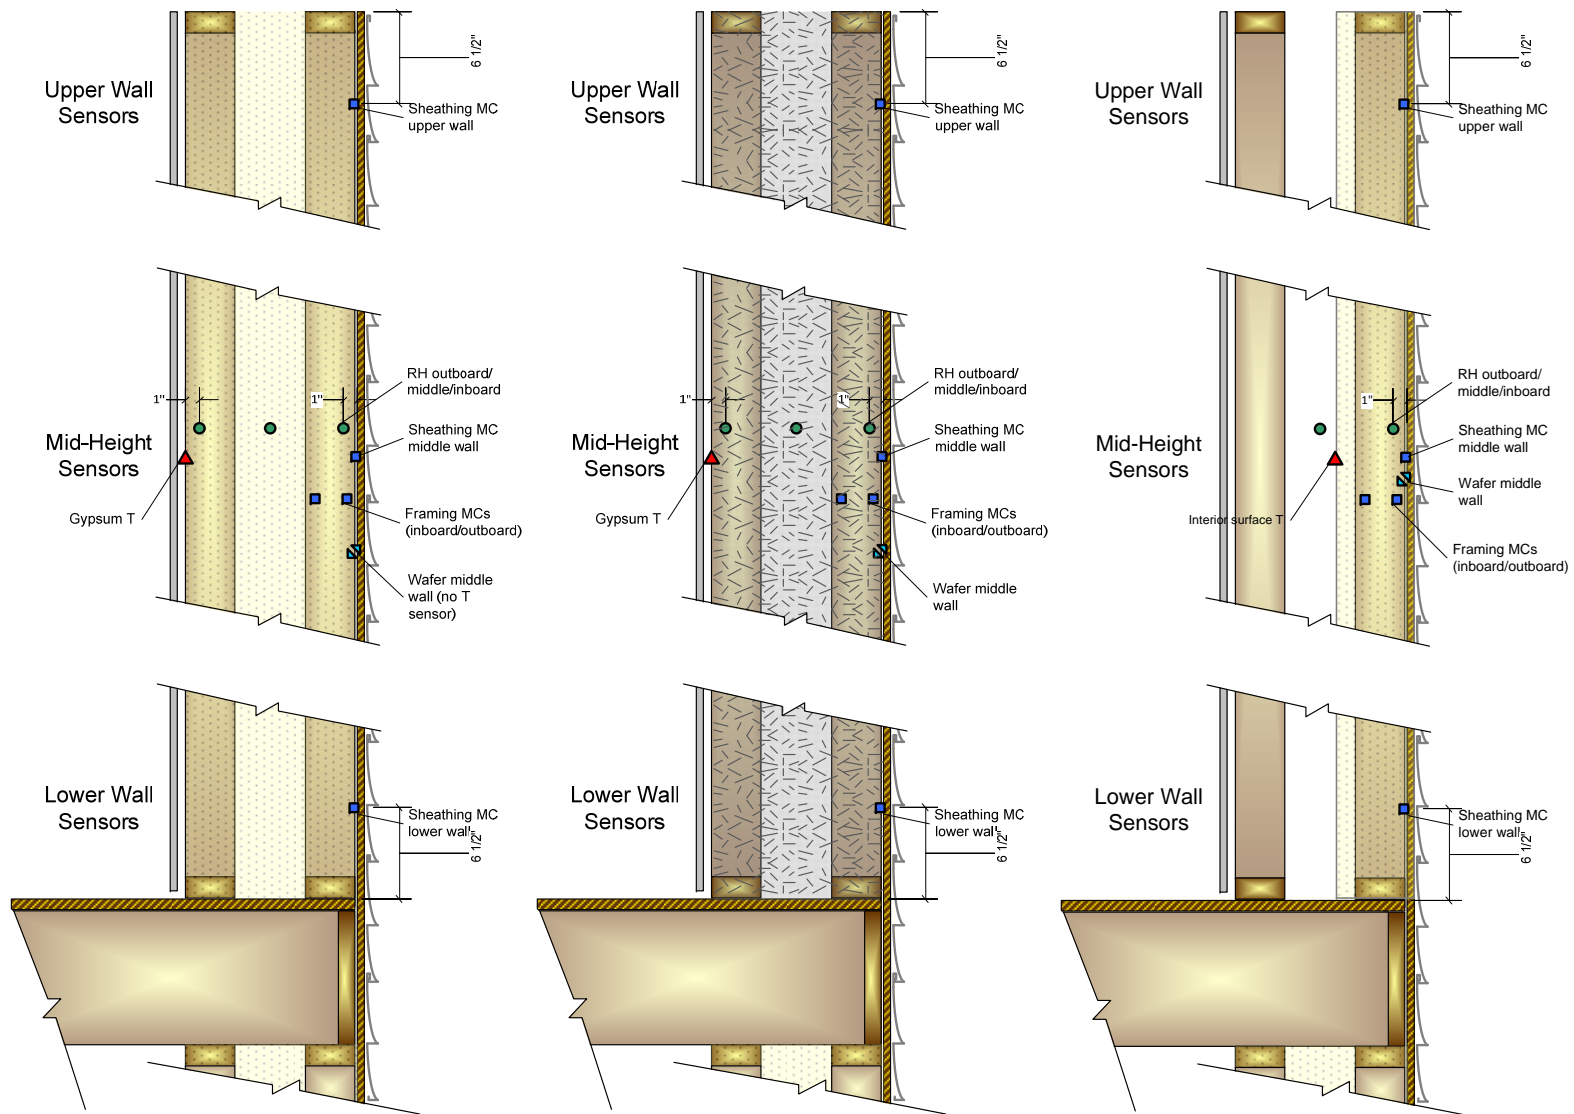 Upper Wall
Sensors
6 1/2"
Sheathing MC
upper wall
Upper Wall
Sensors
6 1/2"
Sheathing MC
upper wall
Upper Wall
Sensors
6 1/2"
Sheathing MC
upper wall
Mid-Height
Sensors
1"
1"
RH outboard/
middle/inboard
Sheathing MC
middle wall
Gypsum T
Framing MCs
(inboard/outboard)
Wafer middle
wall (no T
sensor)
Mid-Height
Sensors
1"
1"
RH outboard/
middle/inboard
Sheathing MC
middle wall
Gypsum T
Framing MCs
(inboard/outboard)
Wafer middle
wall
Mid-Height
Sensors
1"
RH outboard/
middle/inboard
Sheathing MC
middle wall
Wafer middle
wall
Interior surface T
Framing MCs
(inboard/outboard)
Lower Wall
Sensors
Sheathing MC
lower wall
6 1/2"
Lower Wall
Sensors
Sheathing MC
lower wall
6 1/2"
Lower Wall
Sensors
Sheathing MC
lower wall
6 1/2"